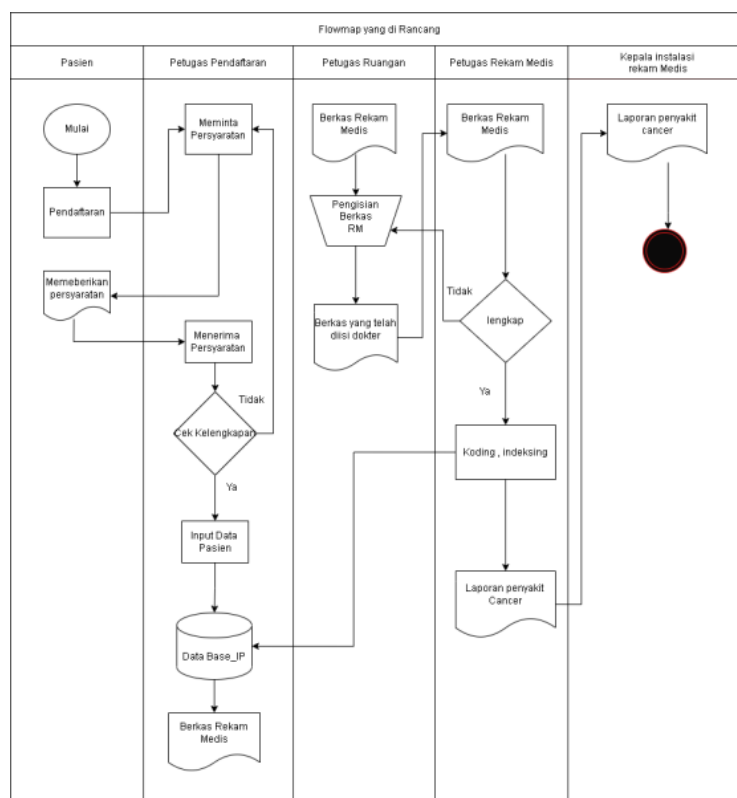 Flowmap yang di Rancang
Pasien
Petugas Pendaftaran
Petugas Ruangan
Petugas Rekam Medis
Kepala instalasi
rekam Medis
Mulai
Pendaftaran
Memeberikan
persyaratan
Meminta
Persyaratan
Menerima
Persyaratan
Tidak
Cek Kelengkapan
Ya
Input Data
Pasien
Data Base_IP
Berkas Rekam
Medis
Berkas Rekam
Medis
Pengisian
Berkas
RM
Berkas yang telah
diisi dokter
Berkas Rekam
Medis
Tidak
lengkap
Ya
Koding , indeksing
Laporan penyakit
Cancer
Laporan penyakit
cancer